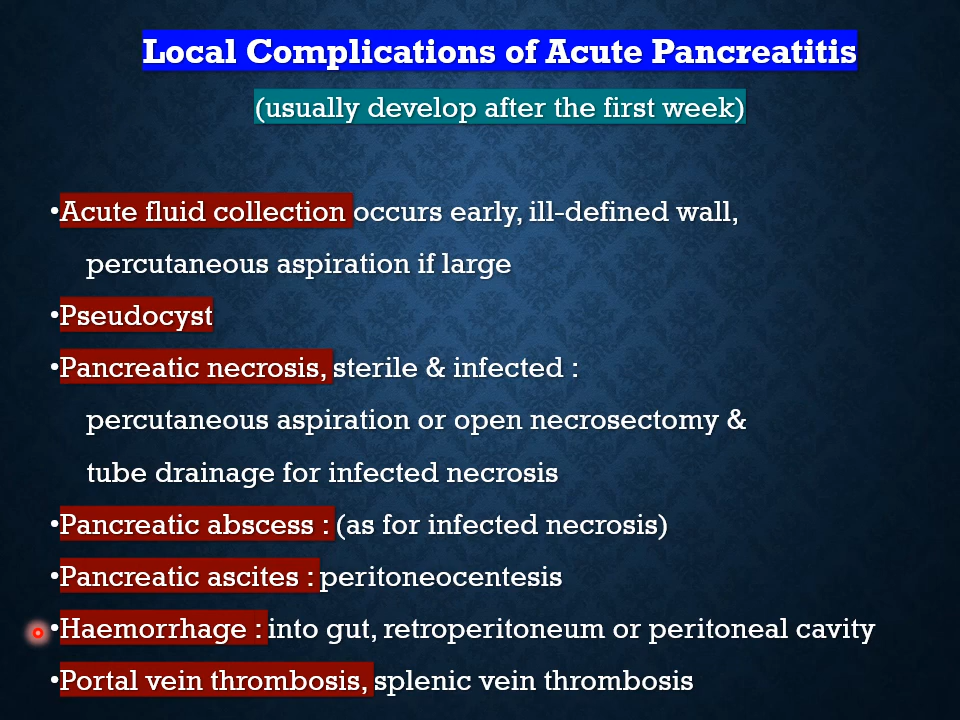 Local Complications of Acute Pancreatitis
(usually develop after the first week)
•Acute fluid collection occurs early, ill-defined wall,
percutaneous aspiration if large
•Pseudocyst
•Pancreatic necrosis, sterile & infected :
percutaneous aspiration or open necrosectomy &
tube drainage for infected necrosis
•Pancreatic abscess : (as for infected necrosis)
•Pancreatic ascites : peritoneocentesis
•Haemorrhage : into gut, retroperitoneum or peritoneal cavity
•Portal vein thrombosis, splenic vein thrombosis